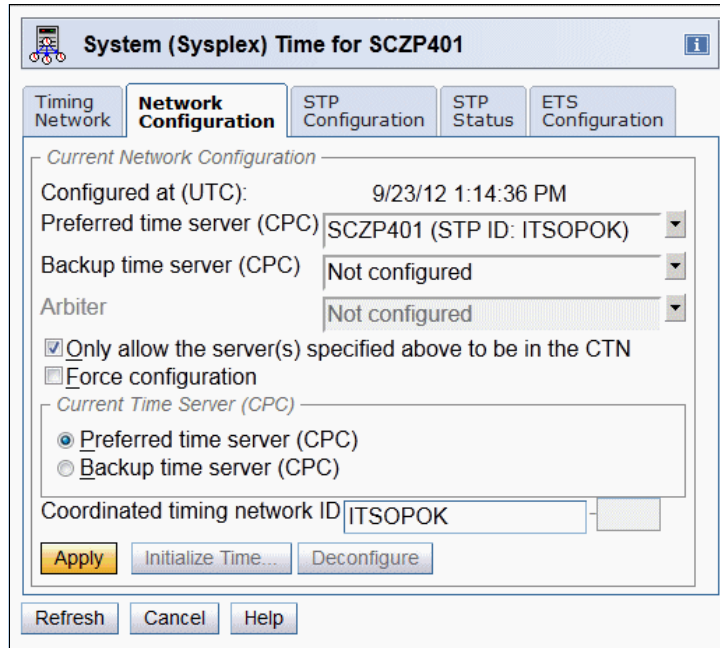 System (Sysplex) Time for SCZP401
i
Timing Network
Network Configuration
STP Configuration
STP Status
ETS Configuration
Current Network Configuration
Configured at (UTC): 9/23/12 1:14:36 PM
Preferred time server (CPC) SCZP401 (STP ID: ITSOPOK)
Backup time server (CPC) Not configured
Arbiter Not configured
Only allow the server(s) specified above to be in the CTN
Force configuration
Current Time Server (CPC)
Preferred time server (CPC)
Backup time server (CPC)
Coordinated timing network ID ITSOPOK -
Apply Initialize Time... Deconfigure
Refresh Cancel Help